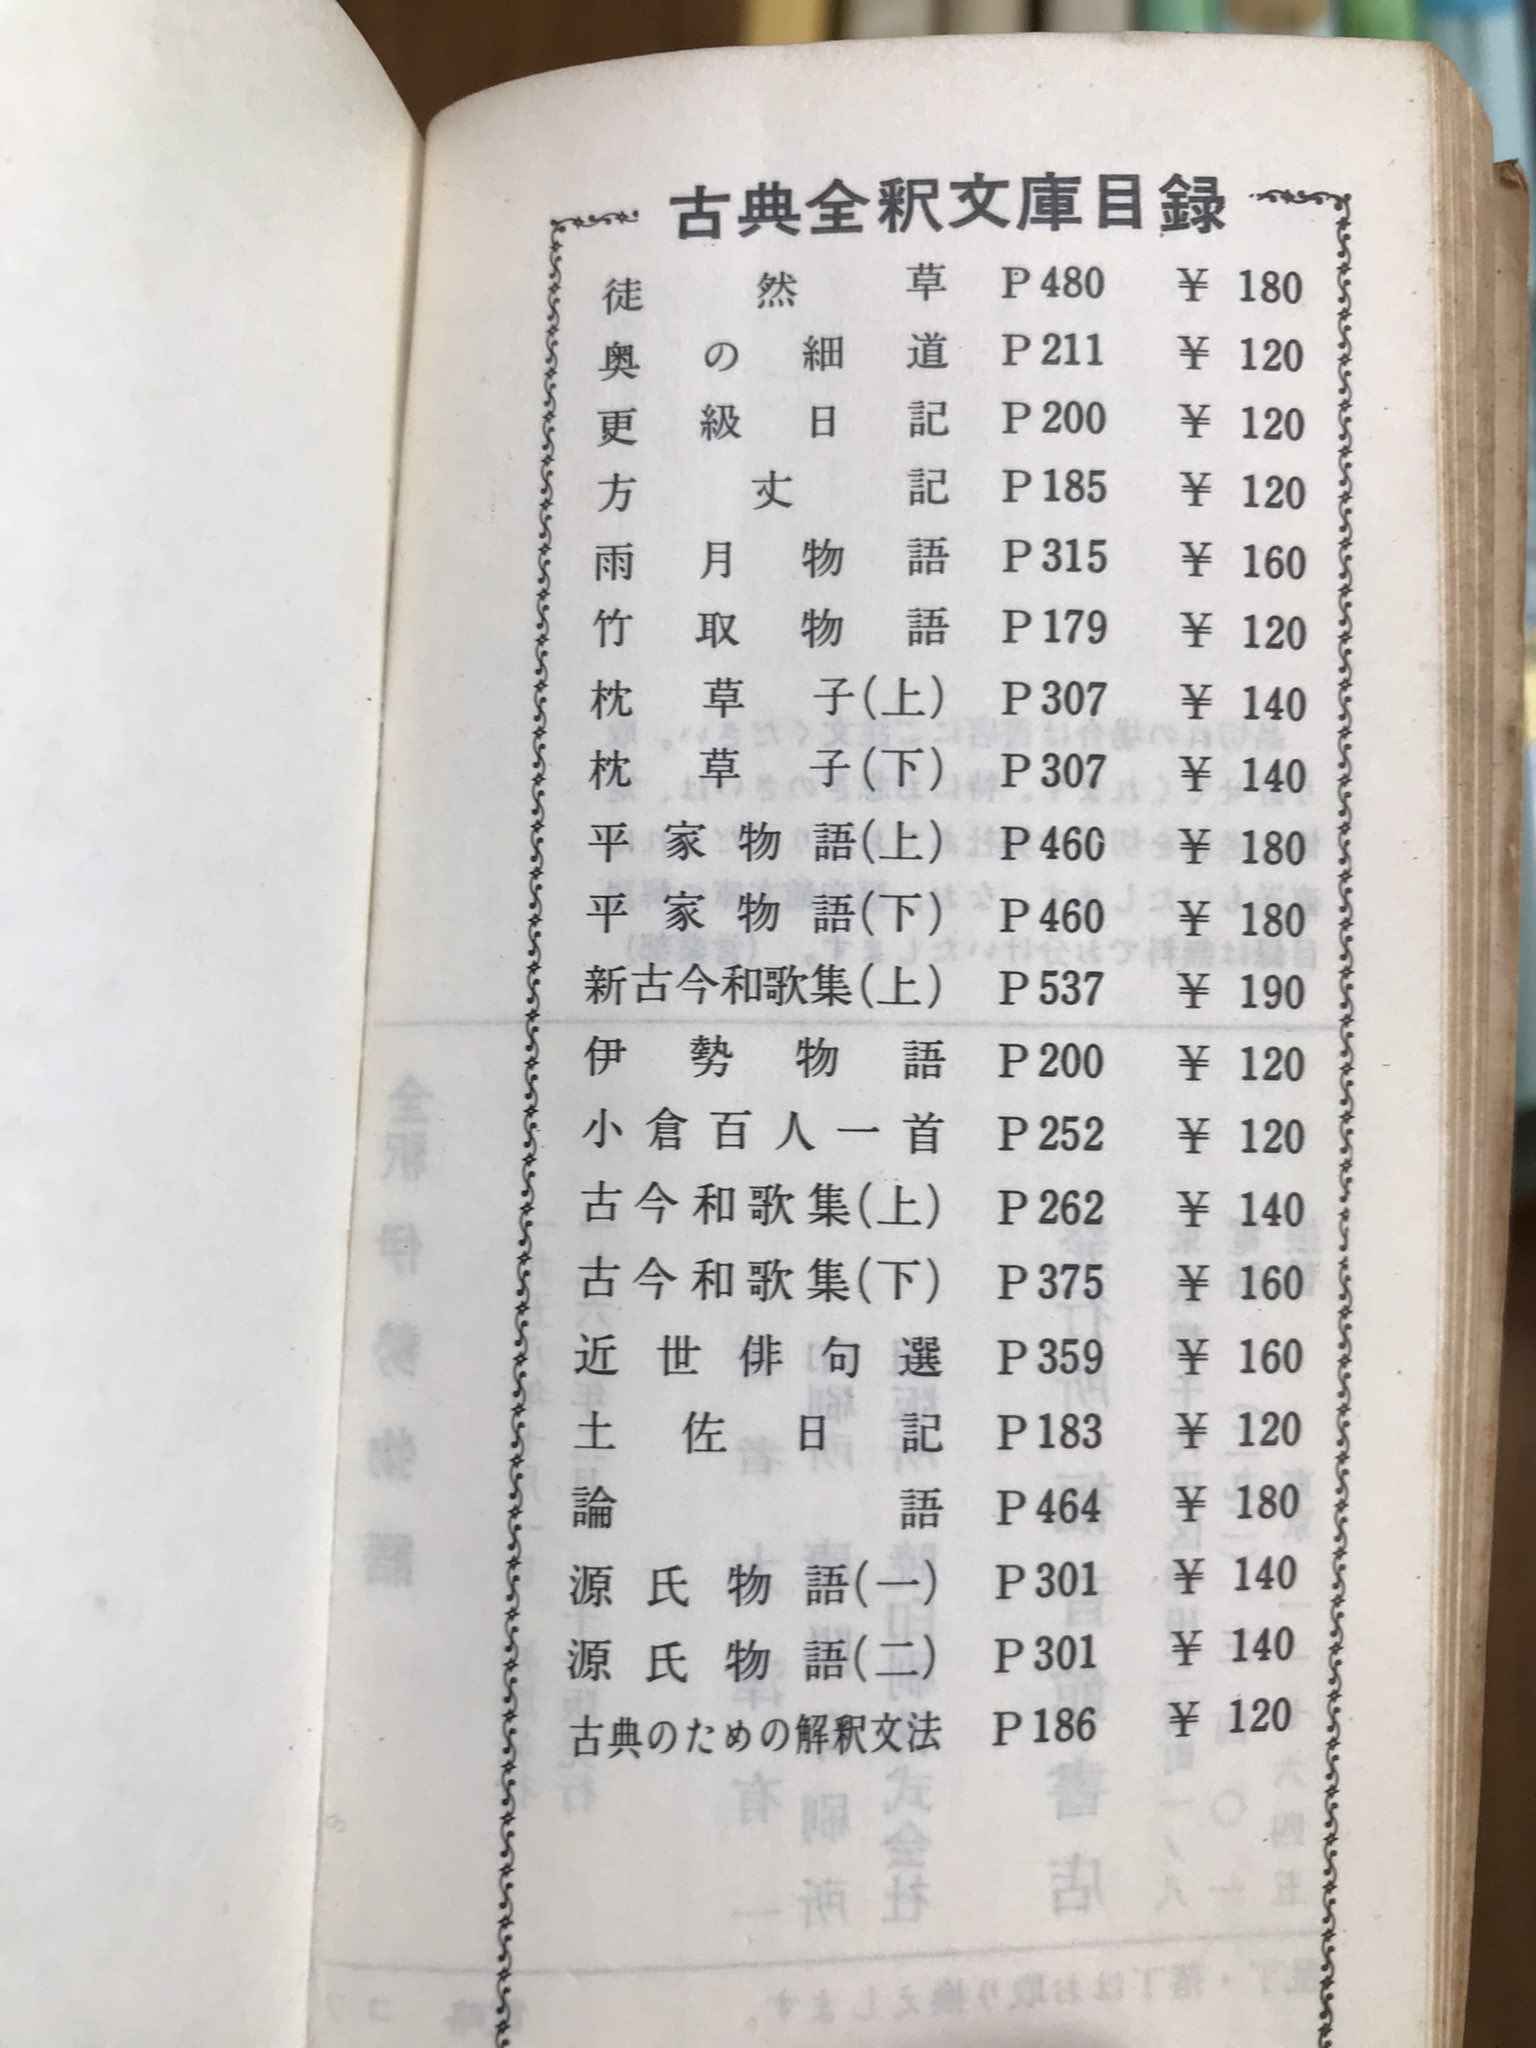 古典全釈文庫目録
徒然草 P480 ¥180
奥の細道 P211 ¥120
更級日記 P200 ¥120
方丈記 P185 ¥120
雨月物語 P315 ¥160
竹取物語 P179 ¥120
枕草子(上) P307 ¥140
枕草子(下) P307 ¥140
平家物語(上) P460 ¥180
平家物語(下) P460 ¥180
新古今和歌集(上) P537 ¥190
伊勢物語 P200 ¥120
小倉百人一首 P252 ¥120
古今和歌集(上) P262 ¥140
古今和歌集(下) P375 ¥160
近世俳句選 P359 ¥160
土佐日記 P183 ¥120
論語 P464 ¥180
源氏物語(一) P301 ¥140
源氏物語(二) P301 ¥140
古典のための解釈文法 P186 ¥120